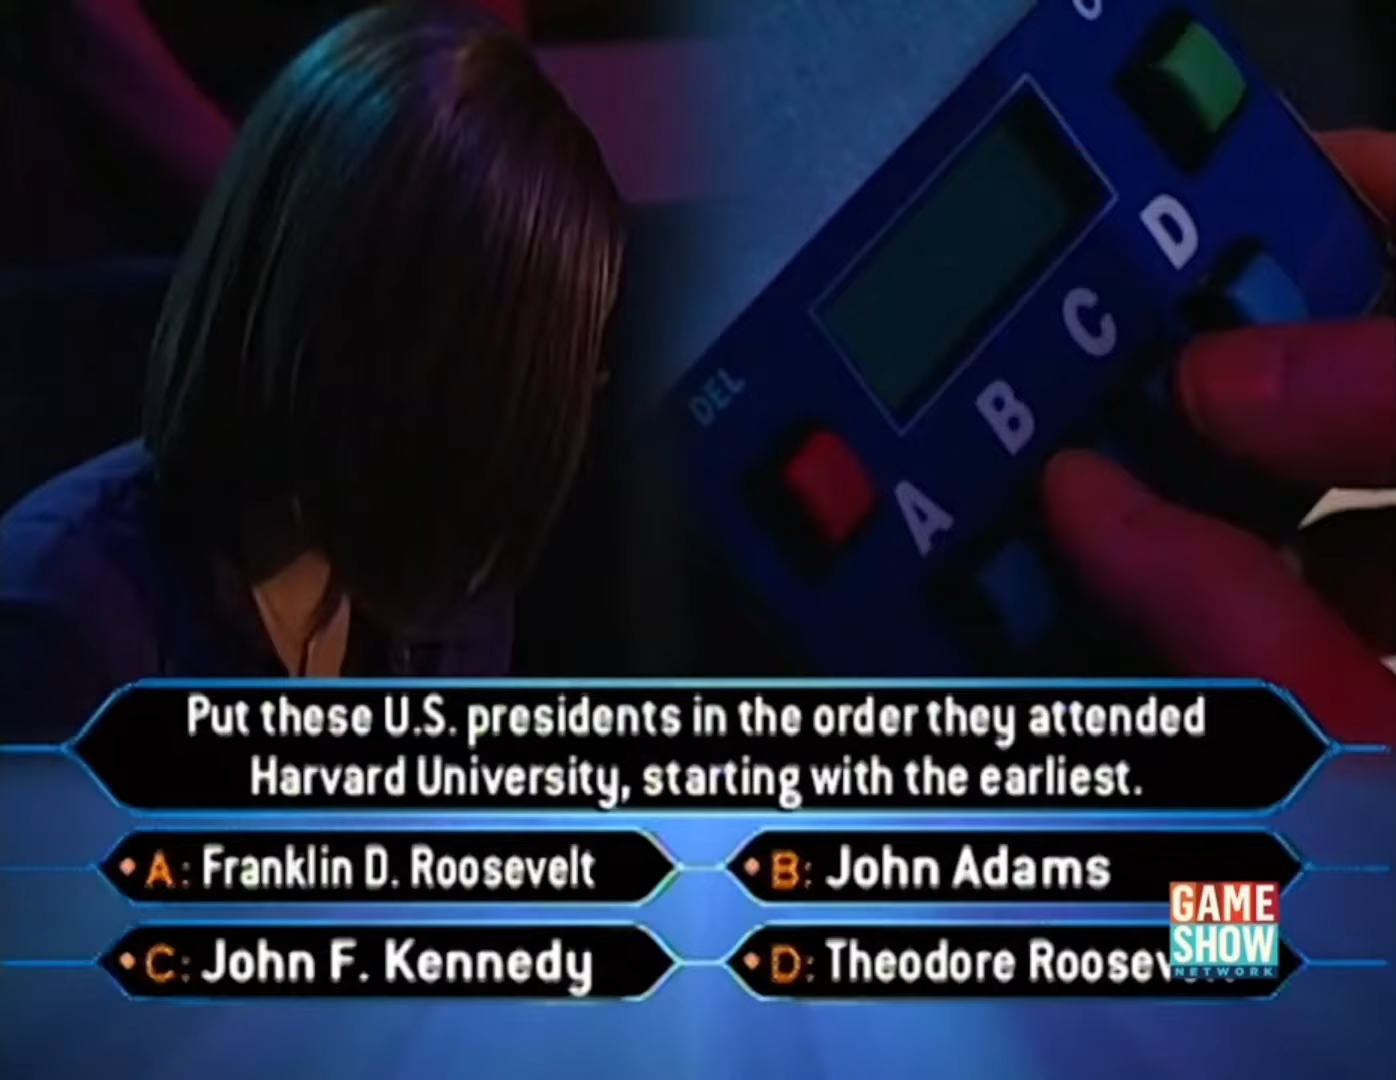 DEL
A
B
C
D
Put these U.S. presidents in the order they attended
Harvard University, starting with the earliest.
A: Franklin D. Roosevelt
B: John Adams
C: John F. Kennedy
D: Theodore
GAME
SHOW
NETWORK